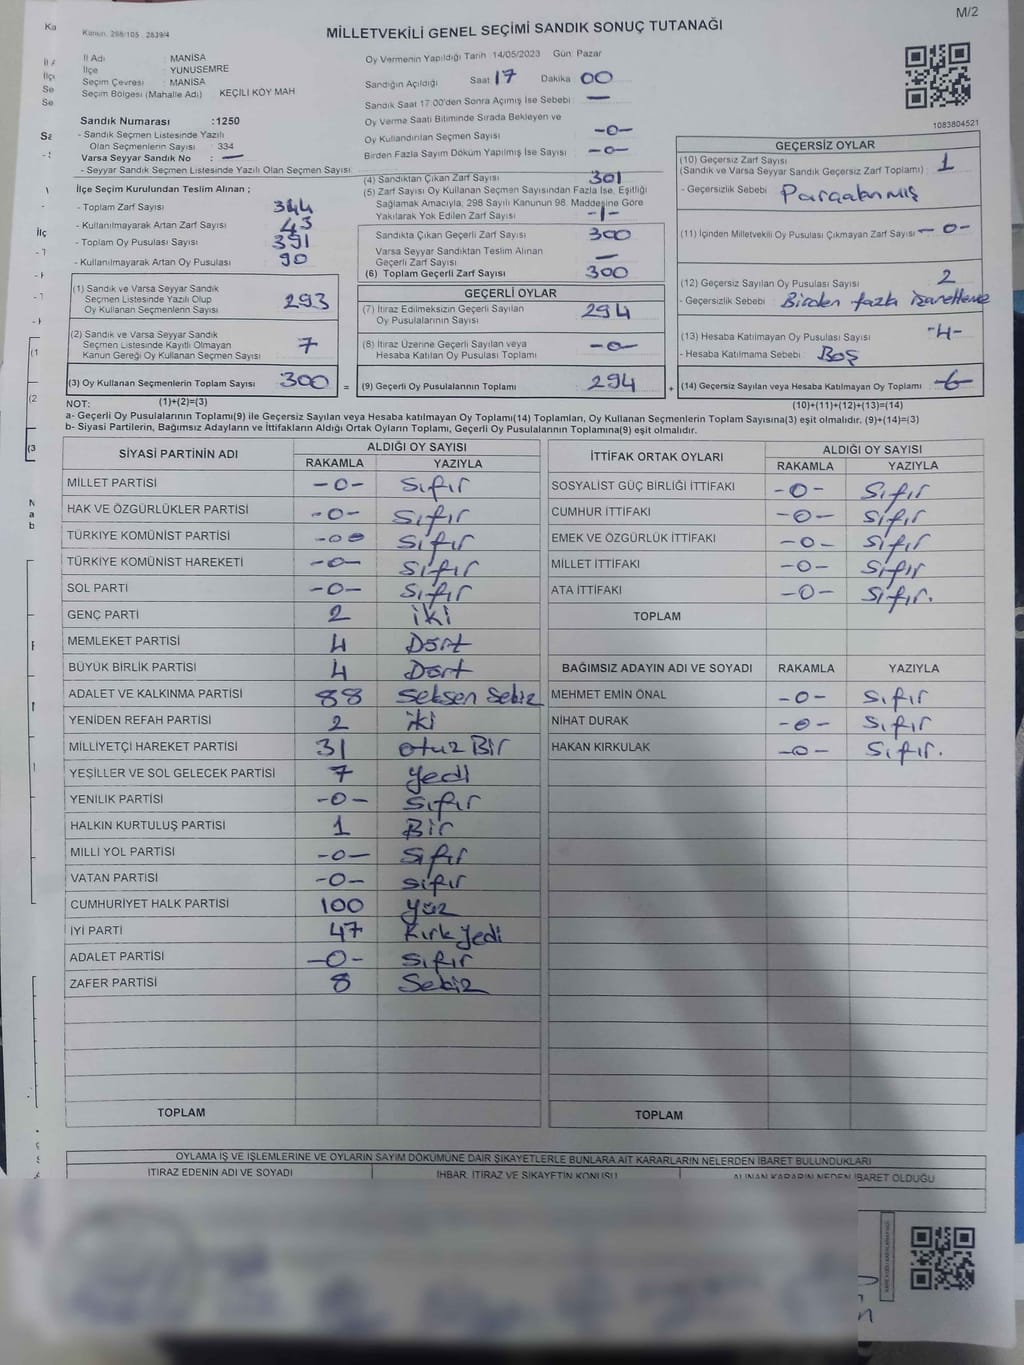 M/2
Kanun. 298/105 . 2839/4
MİLLETVEKİLİ GENEL SEÇİMİ SANDIK SONUÇ TUTANAĞI
İl Adı : MANİSA
İlçe : YUNUSEMRE
Seçim Çevresi : MANİSA
Seçim Bölgesi (Mahalle Adı) : KEÇİLİ KÖY MAH
Sandık Numarası :1250
- Sandık Seçmen Listesinde Yazılı
Olan Seçmenlerin Sayısı : 334
Varsa Seyyar Sandık No : —
- Seyyar Sandık Seçmen Listesinde Yazılı Olan Seçmen Sayısı
Oy Vermenin Yapıldığı Tarih 14/05/2023 Gün: Pazar
Sandığın Açıldığı Saat 17 Dakika 00
Sandık Saat 17.00'den Sonra Açımış İse Sebebi : —
Oy Verme Saati Bitiminde Sırada Bekleyen ve
Oy Kullandırılan Seçmen Sayısı -0-
Birden Fazla Sayım Döküm Yapılmış İse Sayısı -0-
1083804521
İlçe Seçim Kurulundan Teslim Alınan ;
- Toplam Zarf Sayısı 344
- Kullanılmayarak Artan Zarf Sayısı 43
- Toplam Oy Pusulası Sayısı 391
- Kullanılmayarak Artan Oy Pusulası 90
(4) Sandıktan Çıkan Zarf Sayısı 301
(5) Zarf Sayısı Oy Kullanan Seçmen Sayısından Fazla İse, Eşitliği
Sağlamak Amacıyla; 298 Sayılı Kanunun 98. Maddesine Göre
Yakılarak Yok Edilen Zarf Sayısı -1-
Sandıkta Çıkan Geçerli Zarf Sayısı 300
Varsa Seyyar Sandıktan Teslim Alınan
Geçerli Zarf Sayısı —
(6) Toplam Geçerli Zarf Sayısı 300
GEÇERSİZ OYLAR
(10) Geçersiz Zarf Sayısı
(Sandık ve Varsa Seyyar Sandık Geçersiz Zarf Toplamı) : 1
- Geçersizlik Sebebi : Parçalanmış
(11) İçinden Milletvekili Oy Pusulası Çıkmayan Zarf Sayısı -0-
(12) Geçersiz Sayılan Oy Pusulası Sayısı 2
- Geçersizlik Sebebi : Birden fazla işaretleme
(13) Hesaba Katılmayan Oy Pusulası Sayısı -4-
- Hesaba Katılmama Sebebi : Boş
(14) Geçersiz Sayılan veya Hesaba Katılmayan Oy Toplamı -6-
(10)+(11)+(12)+(13)=(14)
(1) Sandık ve Varsa Seyyar Sandık
Seçmen Listesinde Yazılı Olup
Oy Kullanan Seçmenlerin Sayısı 293
(2) Sandık ve Varsa Seyyar Sandık
Seçmen Listesinde Kayıtlı Olmayan
Kanun Gereği Oy Kullanan Seçmen Sayısı 7
(3) Oy Kullanan Seçmenlerin Toplam Sayısı 300 =
(1)+(2)=(3)
GEÇERLİ OYLAR
(7) İtiraz Edilmeksizin Geçerli Sayılan
Oy Pusulalarının Sayısı 294
(8) İtiraz Üzerine Geçerli Sayılan veya
Hesaba Katılan Oy Pusulası Toplamı -0-
(9) Geçerli Oy Pusulalarının Toplamı 294 +
NOT:
a- Geçerli Oy Pusulalarının Toplamı(9) ile Geçersiz Sayılan veya Hesaba katılmayan Oy Toplamı(14) Toplamları, Oy Kullanan Seçmenlerin Toplam Sayısına(3) eşit olmalıdır. (9)+(14)=(3)
b- Siyasi Partilerin, Bağımsız Adayların ve İttifakların Aldığı Ortak Oyların Toplamı, Geçerli Oy Pusulalarının Toplamına(9) eşit olmalıdır.
SİYASİ PARTİNİN ADI ALDIĞI OY SAYISI
RAKAMLA YAZIYLA
MİLLET PARTİSİ -0- Sıfır
HAK VE ÖZGÜRLÜKLER PARTİSİ -0- Sıfır
TÜRKİYE KOMÜNİST PARTİSİ -0- Sıfır
TÜRKİYE KOMÜNİST HAREKETİ -0- Sıfır
SOL PARTİ -0- Sıfır
GENÇ PARTİ 2 iki
MEMLEKET PARTİSİ 4 Dört
BÜYÜK BİRLİK PARTİSİ 4 Dört
ADALET VE KALKINMA PARTİSİ 88 Seksen Sekiz
YENİDEN REFAH PARTİSİ 2 iki
MİLLİYETÇİ HAREKET PARTİSİ 31 otuz Bir
YEŞİLLER VE SOL GELECEK PARTİSİ 7 Yedi
YENİLİK PARTİSİ -0- Sıfır
HALKIN KURTULUŞ PARTİSİ 1 Bir
MİLLİ YOL PARTİSİ -0- Sıfır
VATAN PARTİSİ -0- Sıfır
CUMHURİYET HALK PARTİSİ 100 Yüz
İYİ PARTİ 47 Kırk Yedi
ADALET PARTİSİ -0- Sıfır
ZAFER PARTİSİ 8 Sekiz
TOPLAM
İTTİFAK ORTAK OYLARI ALDIĞI OY SAYISI
RAKAMLA YAZIYLA
SOSYALİST GÜÇ BİRLİĞİ İTTİFAKI -0- Sıfır
CUMHUR İTTİFAKI -0- Sıfır
EMEK VE ÖZGÜRLÜK İTTİFAKI -0- Sıfır
MİLLET İTTİFAKI -0- Sıfır
ATA İTTİFAKI -0- Sıfır.
TOPLAM
BAĞIMSIZ ADAYIN ADI VE SOYADI RAKAMLA YAZIYLA
MEHMET EMİN ÖNAL -0- Sıfır
NİHAT DURAK -0- Sıfır
HAKAN KIRKULAK -0- Sıfır.
TOPLAM
OYLAMA İŞ VE İŞLEMLERİNE VE OYLARIN SAYIM DÖKÜMÜNE DAİR ŞİKAYETLERLE BUNLARA AİT KARARLARIN NELERDEN İBARET BULUNDUKLARI
İTİRAZ EDENİN ADI VE SOYADI İHBAR, İTİRAZ VE ŞİKAYETİN KONUSU ALINAN KARARIN NEDEN İBARET OLDUĞU